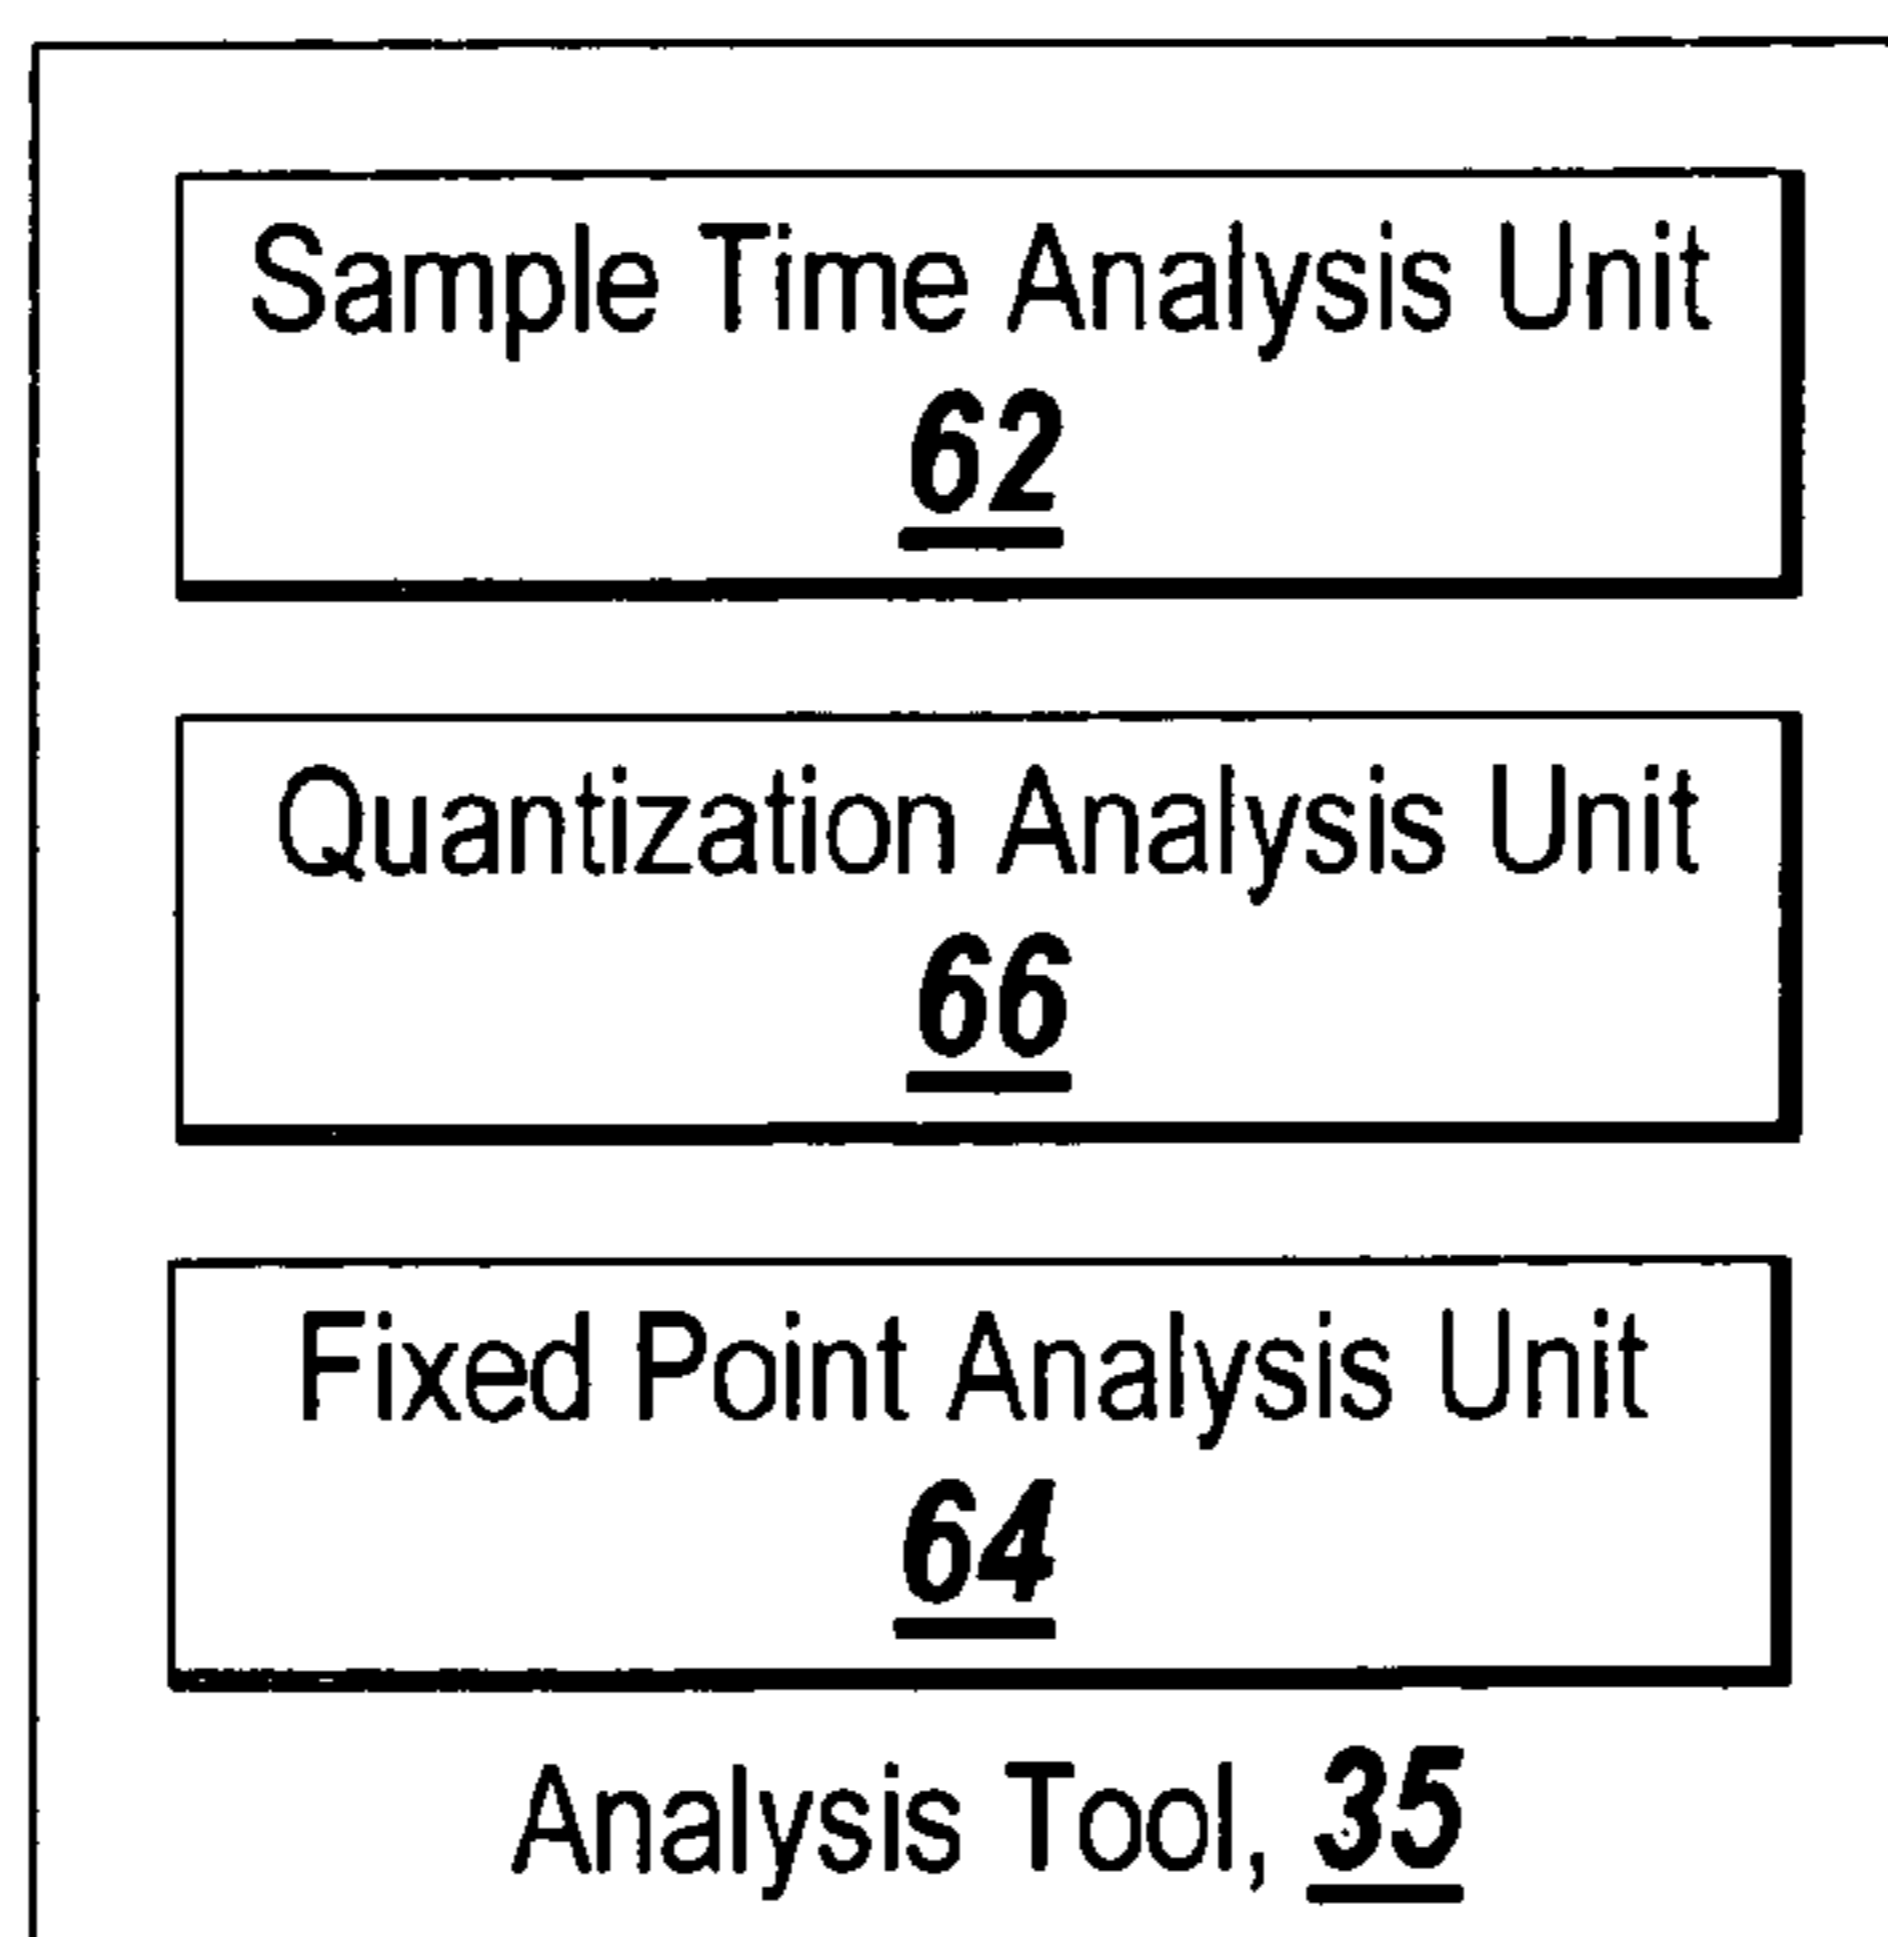 Sample Time Analysis Unit
62
Quantization Analysis Unit
66
Fixed Point Analysis Unit
64
Analysis Tool, 35